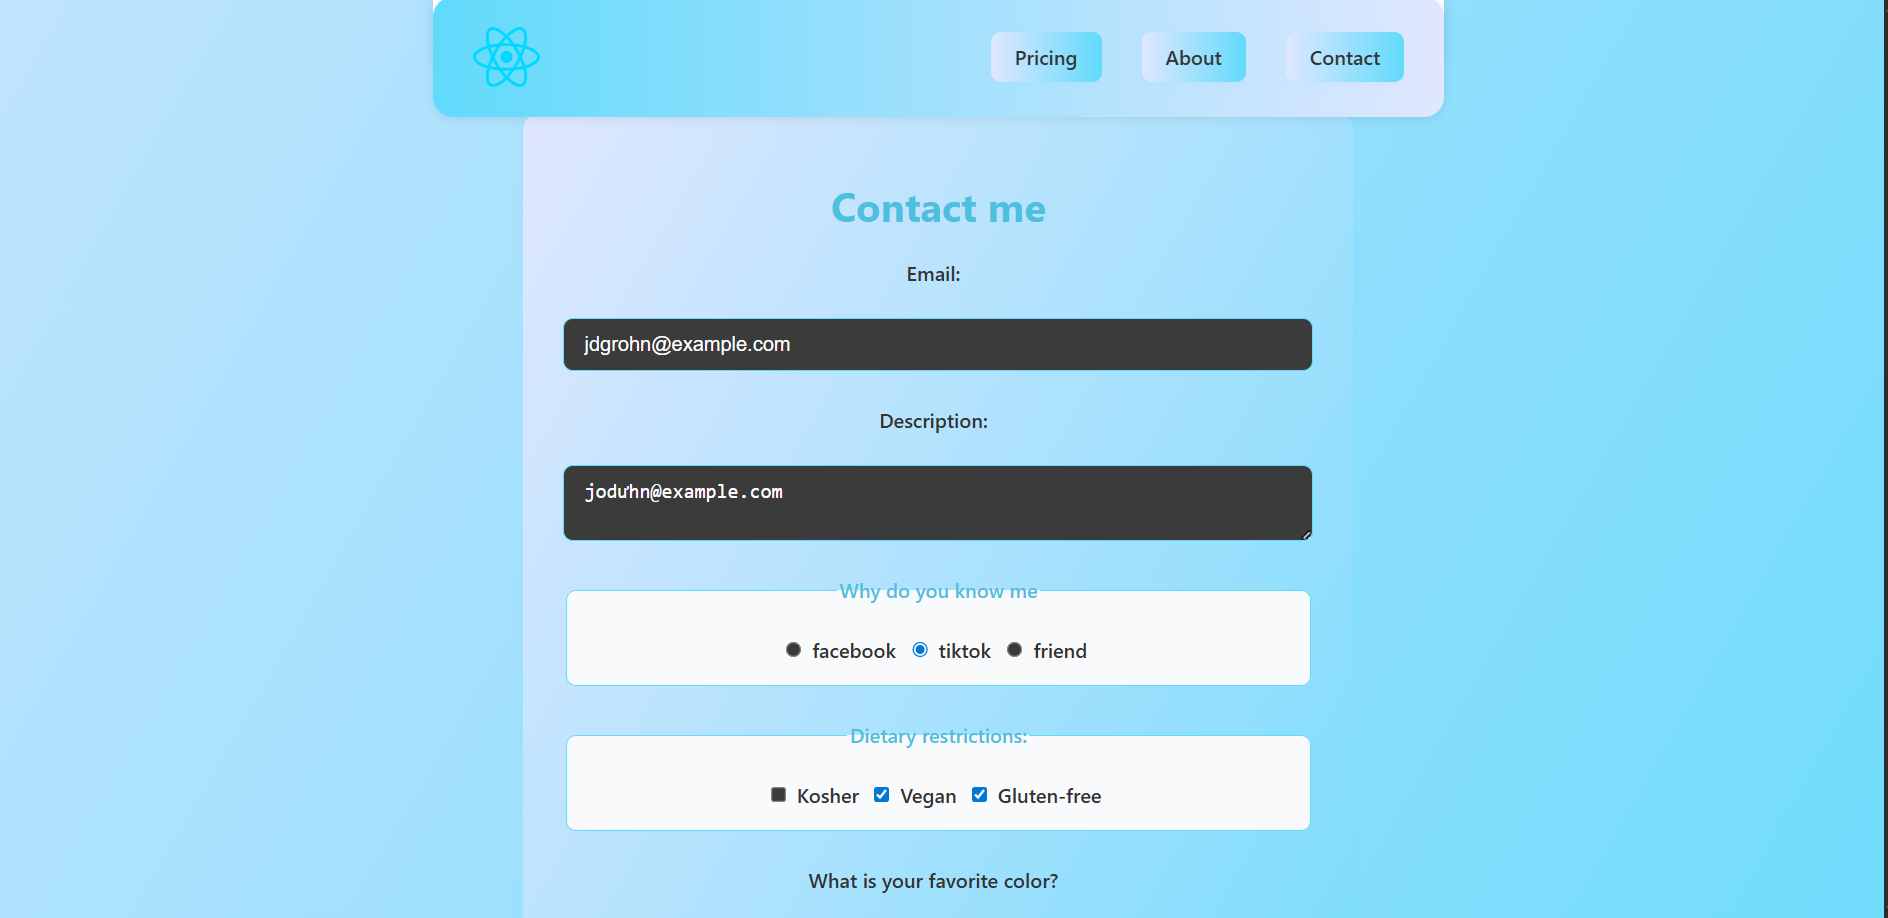 Pricing About Contact
Contact me
Email:
jdgrohn@example.com
Description:
jodưhn@example.com
Why do you know me
facebook tiktok friend
Dietary restrictions:
Kosher Vegan Gluten-free
What is your favorite color?